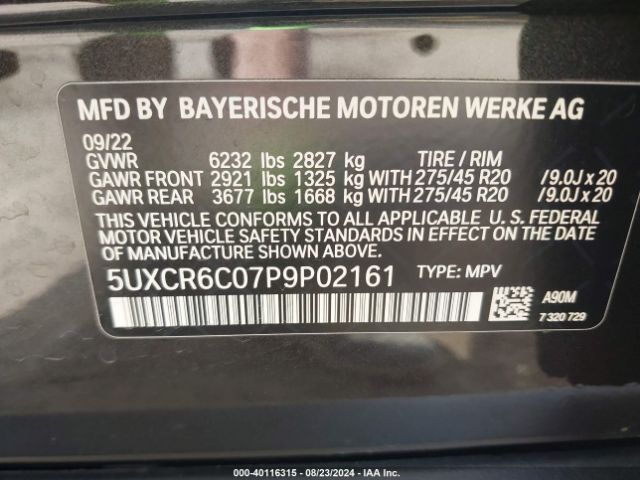 MFD BY BAYERISCHE MOTOREN WERKE AG
09/22
GVWR 6232 lbs 2827 kg TIRE / RIM
GAWR FRONT 2921 lbs 1325 kg WITH 275/45 R20 /9.0J x 20
GAWR REAR 3677 lbs 1668 kg WITH 275/45 R20 /9.0J x 20
THIS VEHICLE CONFORMS TO ALL APPLICABLE U. S. FEDERAL
MOTOR VEHICLE SAFETY STANDARDS IN EFFECT ON THE DATE
OF MANUFACTURE SHOWN ABOVE.
5UXCR6C07P9P02161 TYPE: MPV
A90M
7 320 729
000-40116315 - 08/23/2024 - IAA Inc.